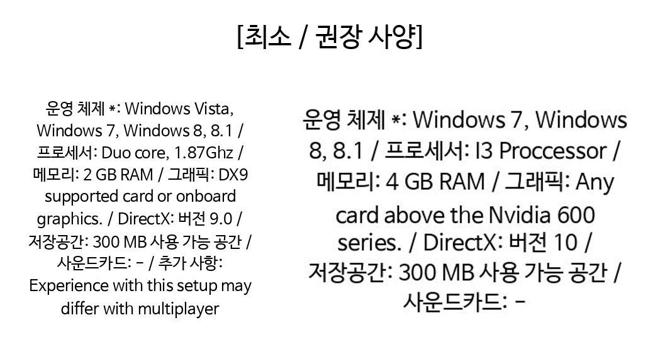 [최소 / 권장 사양]
운영 체제 *: Windows Vista,
Windows 7, Windows 8, 8.1 /
프로세서: Duo core, 1.87Ghz /
메모리: 2 GB RAM / 그래픽: DX9
supported card or onboard
graphics. / DirectX: 버전 9.0 /
저장공간: 300 MB 사용 가능 공간 /
사운드카드: - / 추가 사항:
Experience with this setup may
differ with multiplayer
운영 체제 *: Windows 7, Windows
8, 8.1 / 프로세서: I3 Proccessor /
메모리: 4 GB RAM / 그래픽: Any
card above the Nvidia 600
series. / DirectX: 버전 10 /
저장공간: 300 MB 사용 가능 공간 /
사운드카드: -